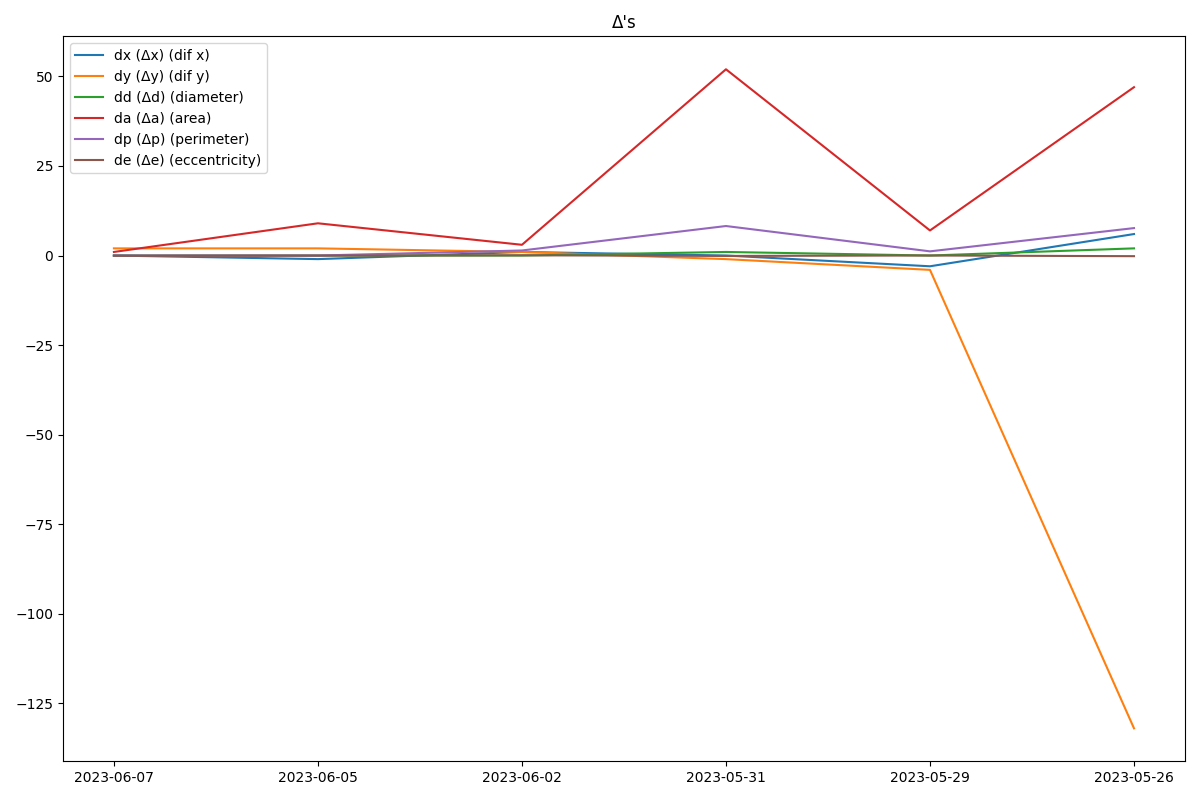 Δ's
dx (Δx) (dif x)
dy (Δy) (dif y)
dd (Δd) (diameter)
da (Δa) (area)
dp (Δp) (perimeter)
de (Δe) (eccentricity)
50
25
0
−25
−50
−75
−100
−125
2023-06-07 2023-06-05 2023-06-02 2023-05-31 2023-05-29 2023-05-26